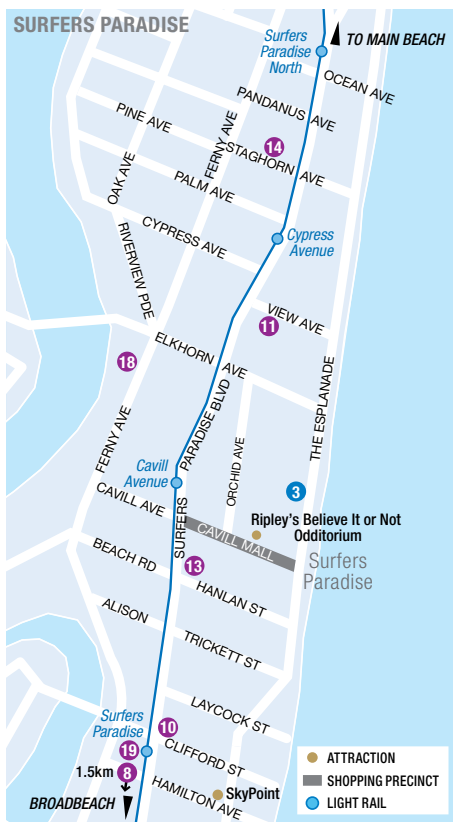 SURFERS PARADISE
Surfers
Paradise
North
TO MAIN BEACH
OCEAN AVE
PANDANUS AVE
PINE AVE
FERNY AVE
14
STAGHORN AVE
OAK AVE
PALM AVE
CYPRESS AVE
Cypress
Avenue
RIVERVIEW PDE
VIEW AVE
11
ELKHORN AVE
18
THE ESPLANADE
PARADISE BLVD
FERNY AVE
ORCHID AVE
Cavill
Avenue
3
CAVILL AVE
SURFERS
Ripley's Believe It or Not
Odditorium
CAVILL MALL
Surfers
Paradise
BEACH RD
13
HANLAN ST
ALISON
TRICKETT ST
LAYCOCK ST
Surfers
Paradise
10
19
CLIFFORD ST
1.5km
8
HAMILTON AVE
SkyPoint
BROADBEACH
ATTRACTION
SHOPPING PRECINCT
LIGHT RAIL